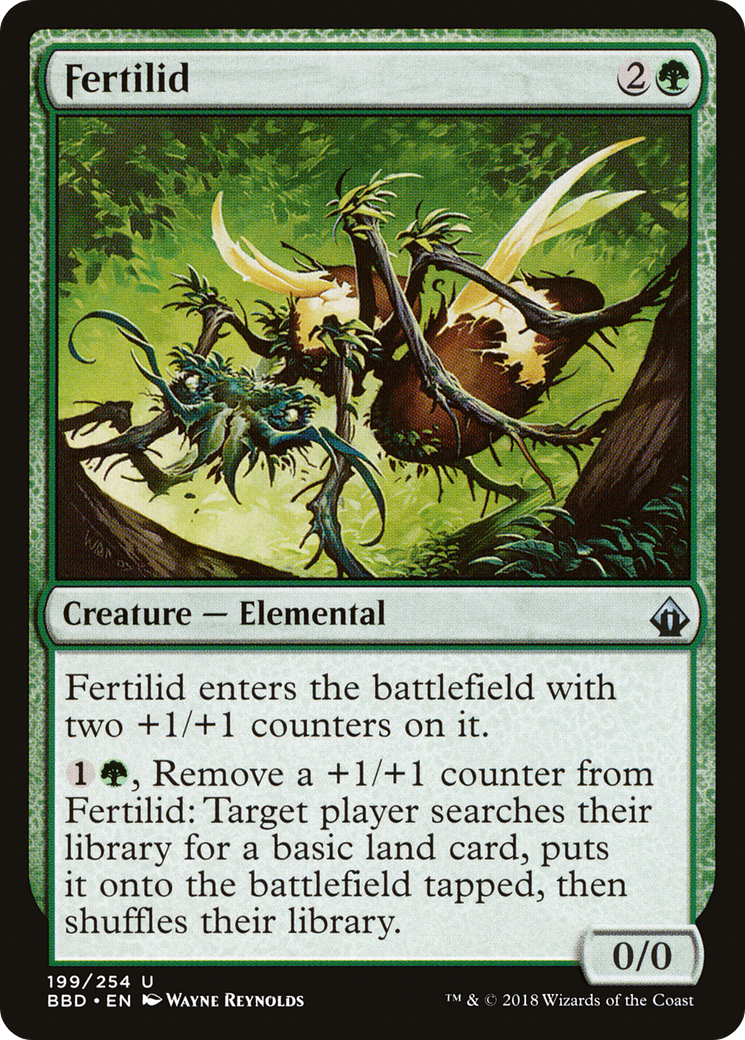 Fertilid 2
Creature — Elemental
Fertilid enters the battlefield with
two +1/+1 counters on it.
1, Remove a +1/+1 counter from
Fertilid: Target player searches their
library for a basic land card, puts
it onto the battlefield tapped, then
shuffles their library.
0/0
199/254 U
BBD • EN Wayne Reynolds
™ & © 2018 Wizards of the Coast